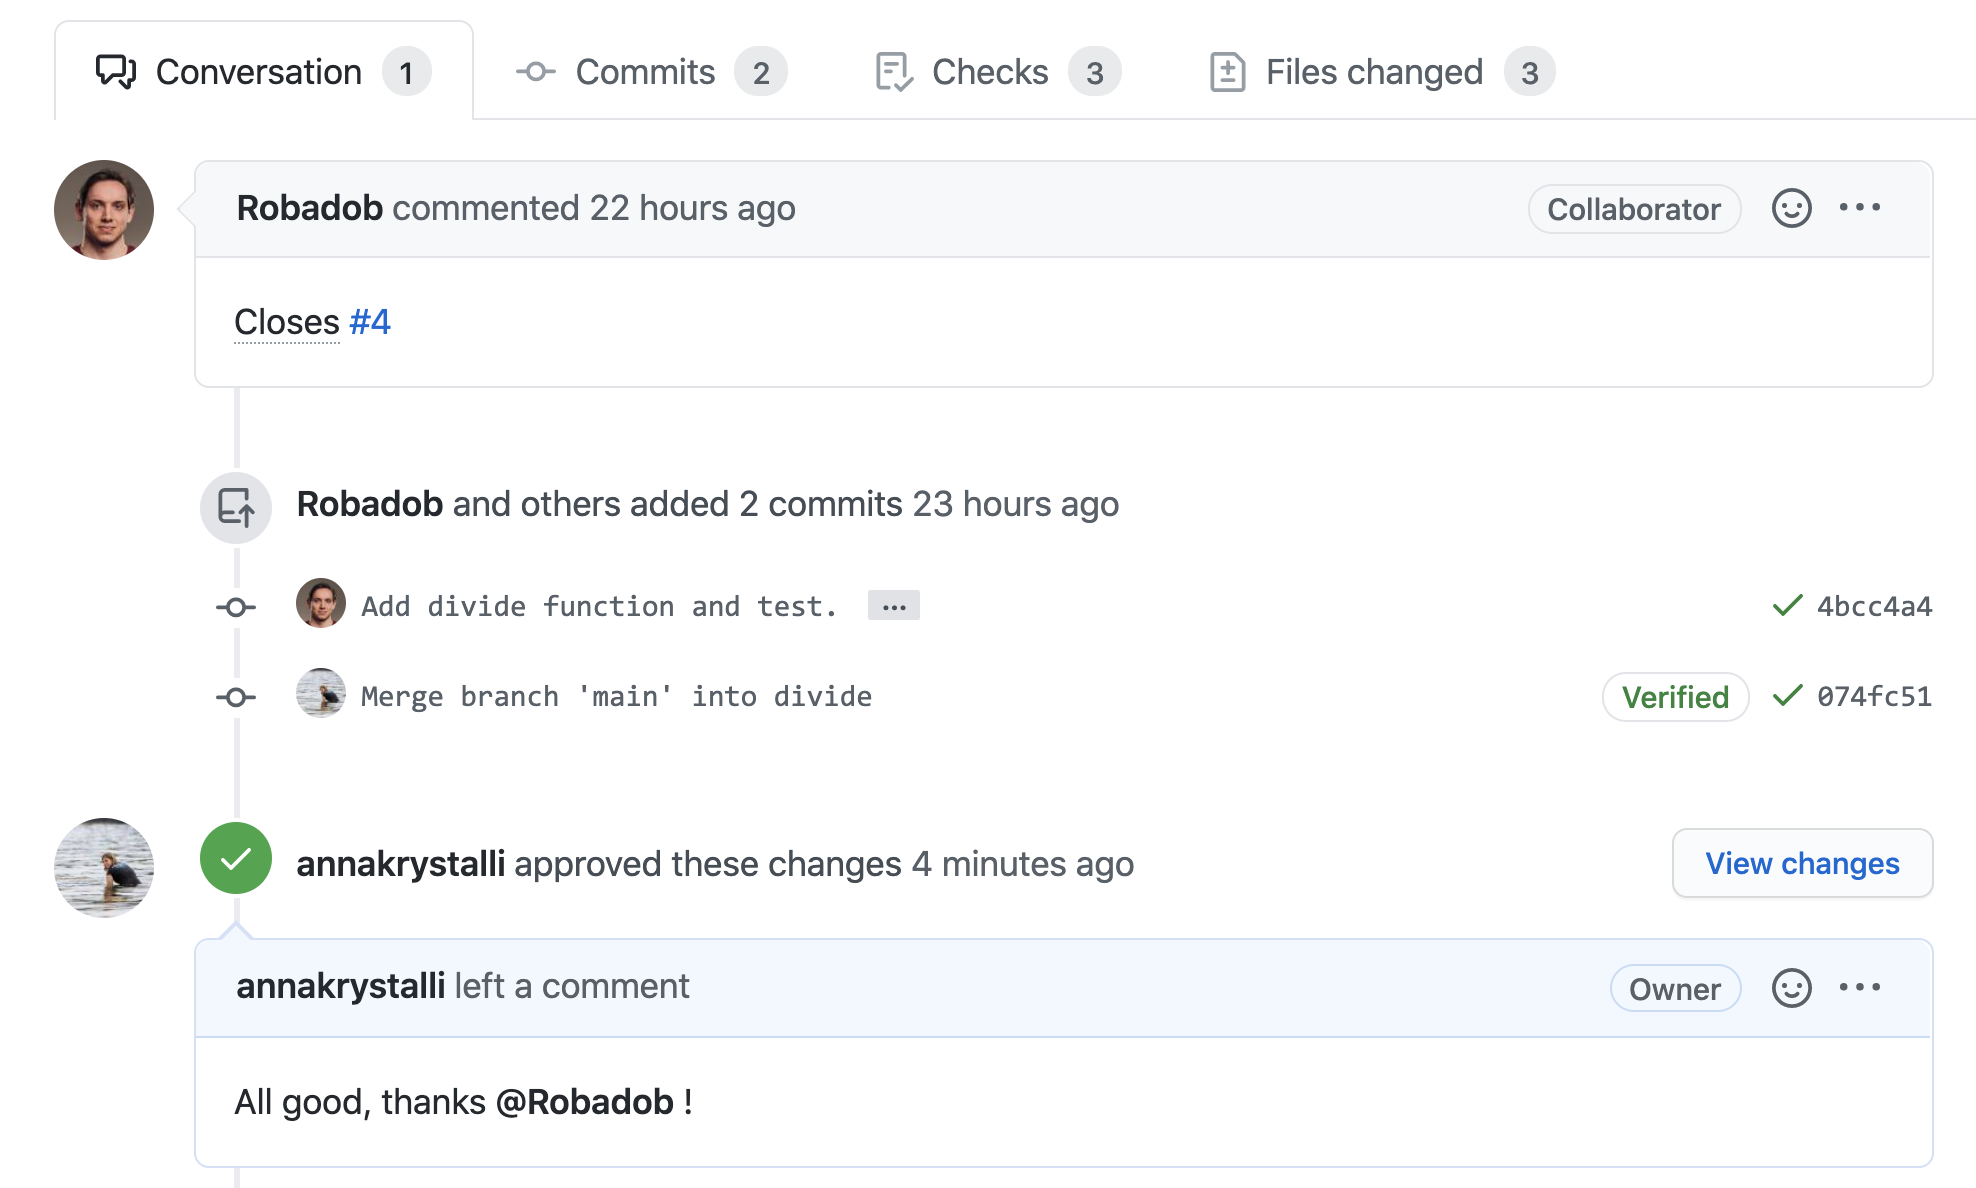 Conversation 1 Commits 2 Checks 3 Files changed 3
Robadob commented 22 hours ago Collaborator ...
Closes #4
Robadob and others added 2 commits 23 hours ago
Add divide function and test. ... 4bcc4a4
Merge branch 'main' into divide Verified 074fc51
annakrystalli approved these changes 4 minutes ago View changes
annakrystalli left a comment Owner ...
All good, thanks @Robadob !